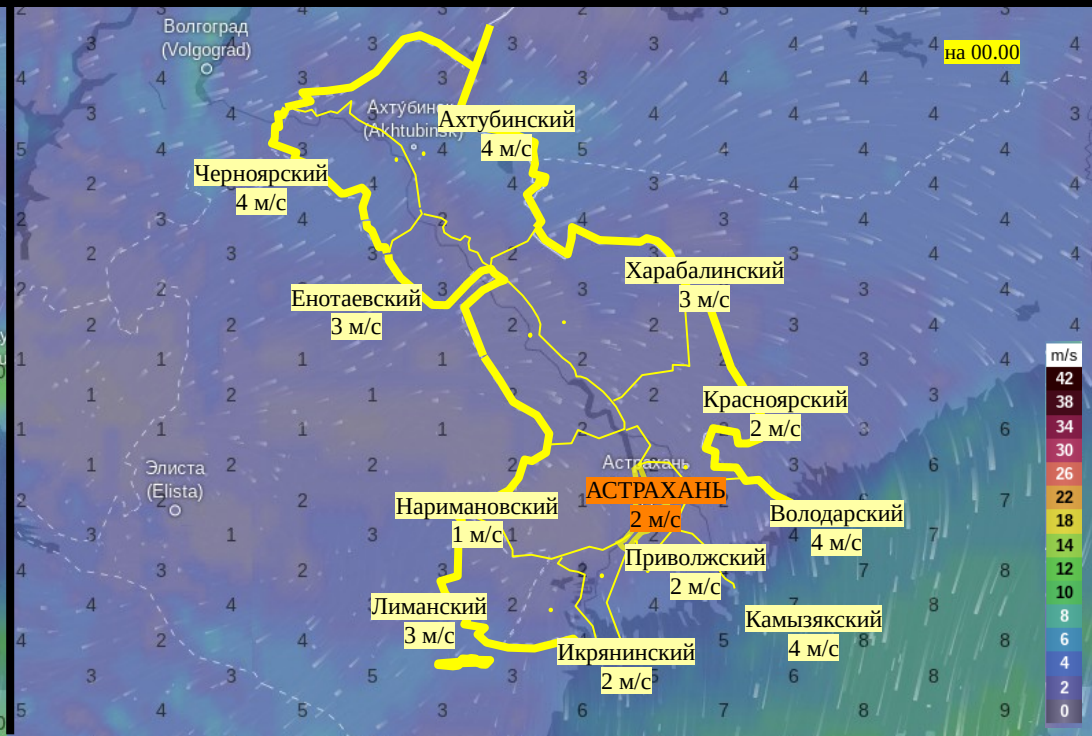 Волгоград
(Volgograd)
на 00.00
Ахтубинск
(Akhtubinsk)
Ахтубинский
4 м/с
Черноярский
4 м/с
Харабалинский
3 м/с
Енотаевский
3 м/с
m/s
42
38
34
30
26
22
18
14
12
10
8
6
4
2
0
Красноярский
2 м/с
Элиста
(Elista)
Астрахань
АСТРАХАНЬ
2 м/с
Наримановский
1 м/с
Володарский
4 м/с
Приволжский
2 м/с
Лиманский
3 м/с
Камызякский
4 м/с
Икрянинский
2 м/с